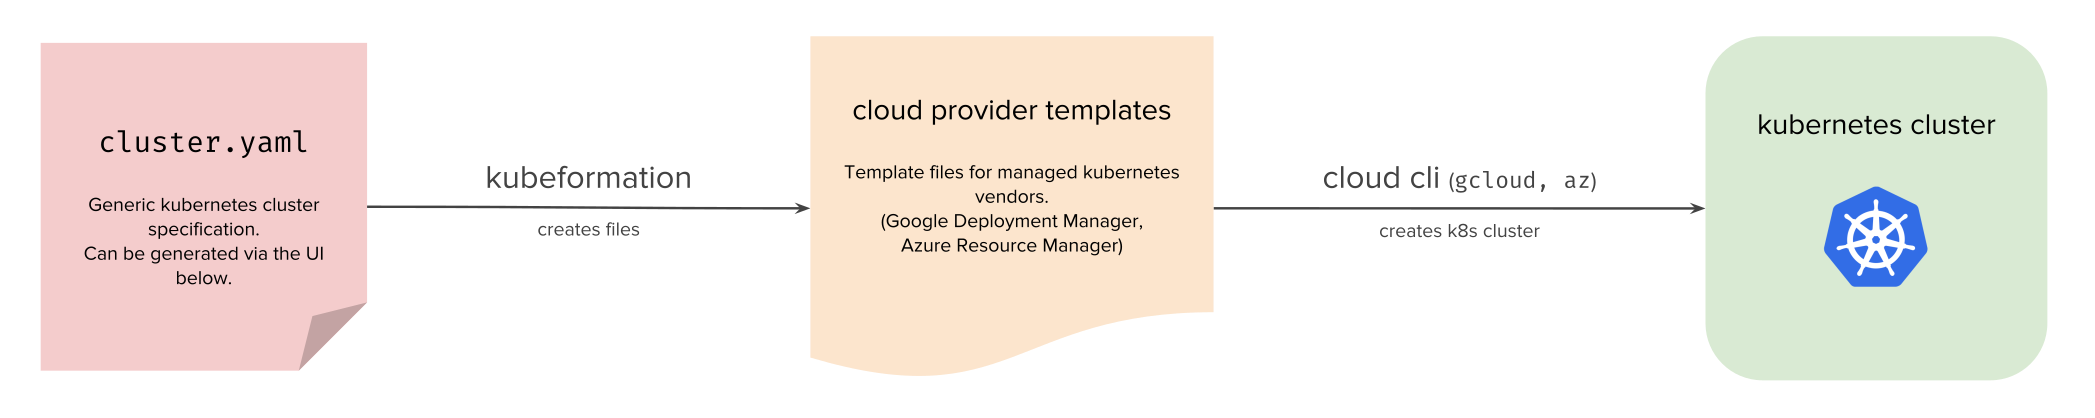 cluster.yaml
Generic kubernetes cluster
specification.
Can be generated via the UI
below.
kubeformation
creates files
cloud provider templates
Template files for managed kubernetes
vendors.
(Google Deployment Manager,
Azure Resource Manager)
cloud cli (gcloud, az)
creates k8s cluster
kubernetes cluster